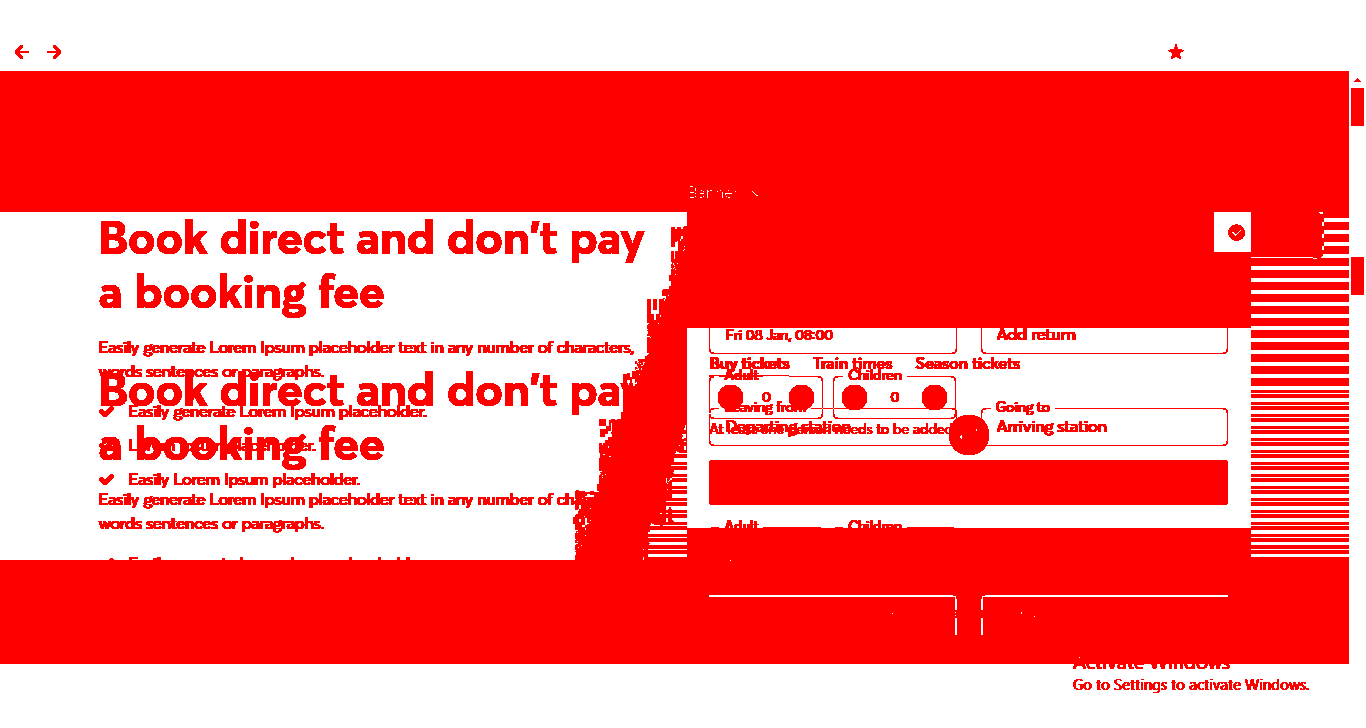 Banner
Book direct and don't pay
a booking fee
Easily generate Lorem Ipsum placeholder text in any number of characters,
words sentences or paragraphs.
Book direct and don't pay
Easily generate Lorem Ipsum placeholder.
a booking fee
Easily Lorem Ipsum placeholder.
Easily generate Lorem Ipsum placeholder text in any number of
words sentences or paragraphs.
Fri 08 Jan, 08:00
Add return
Buy tickets Train times Season tickets
Adult
Children
0
0
Leaving from
Going to
Departing station
Arriving station
At least one person needs to be added
Adult
Children
Activate Windows
Go to Settings to activate Windows.